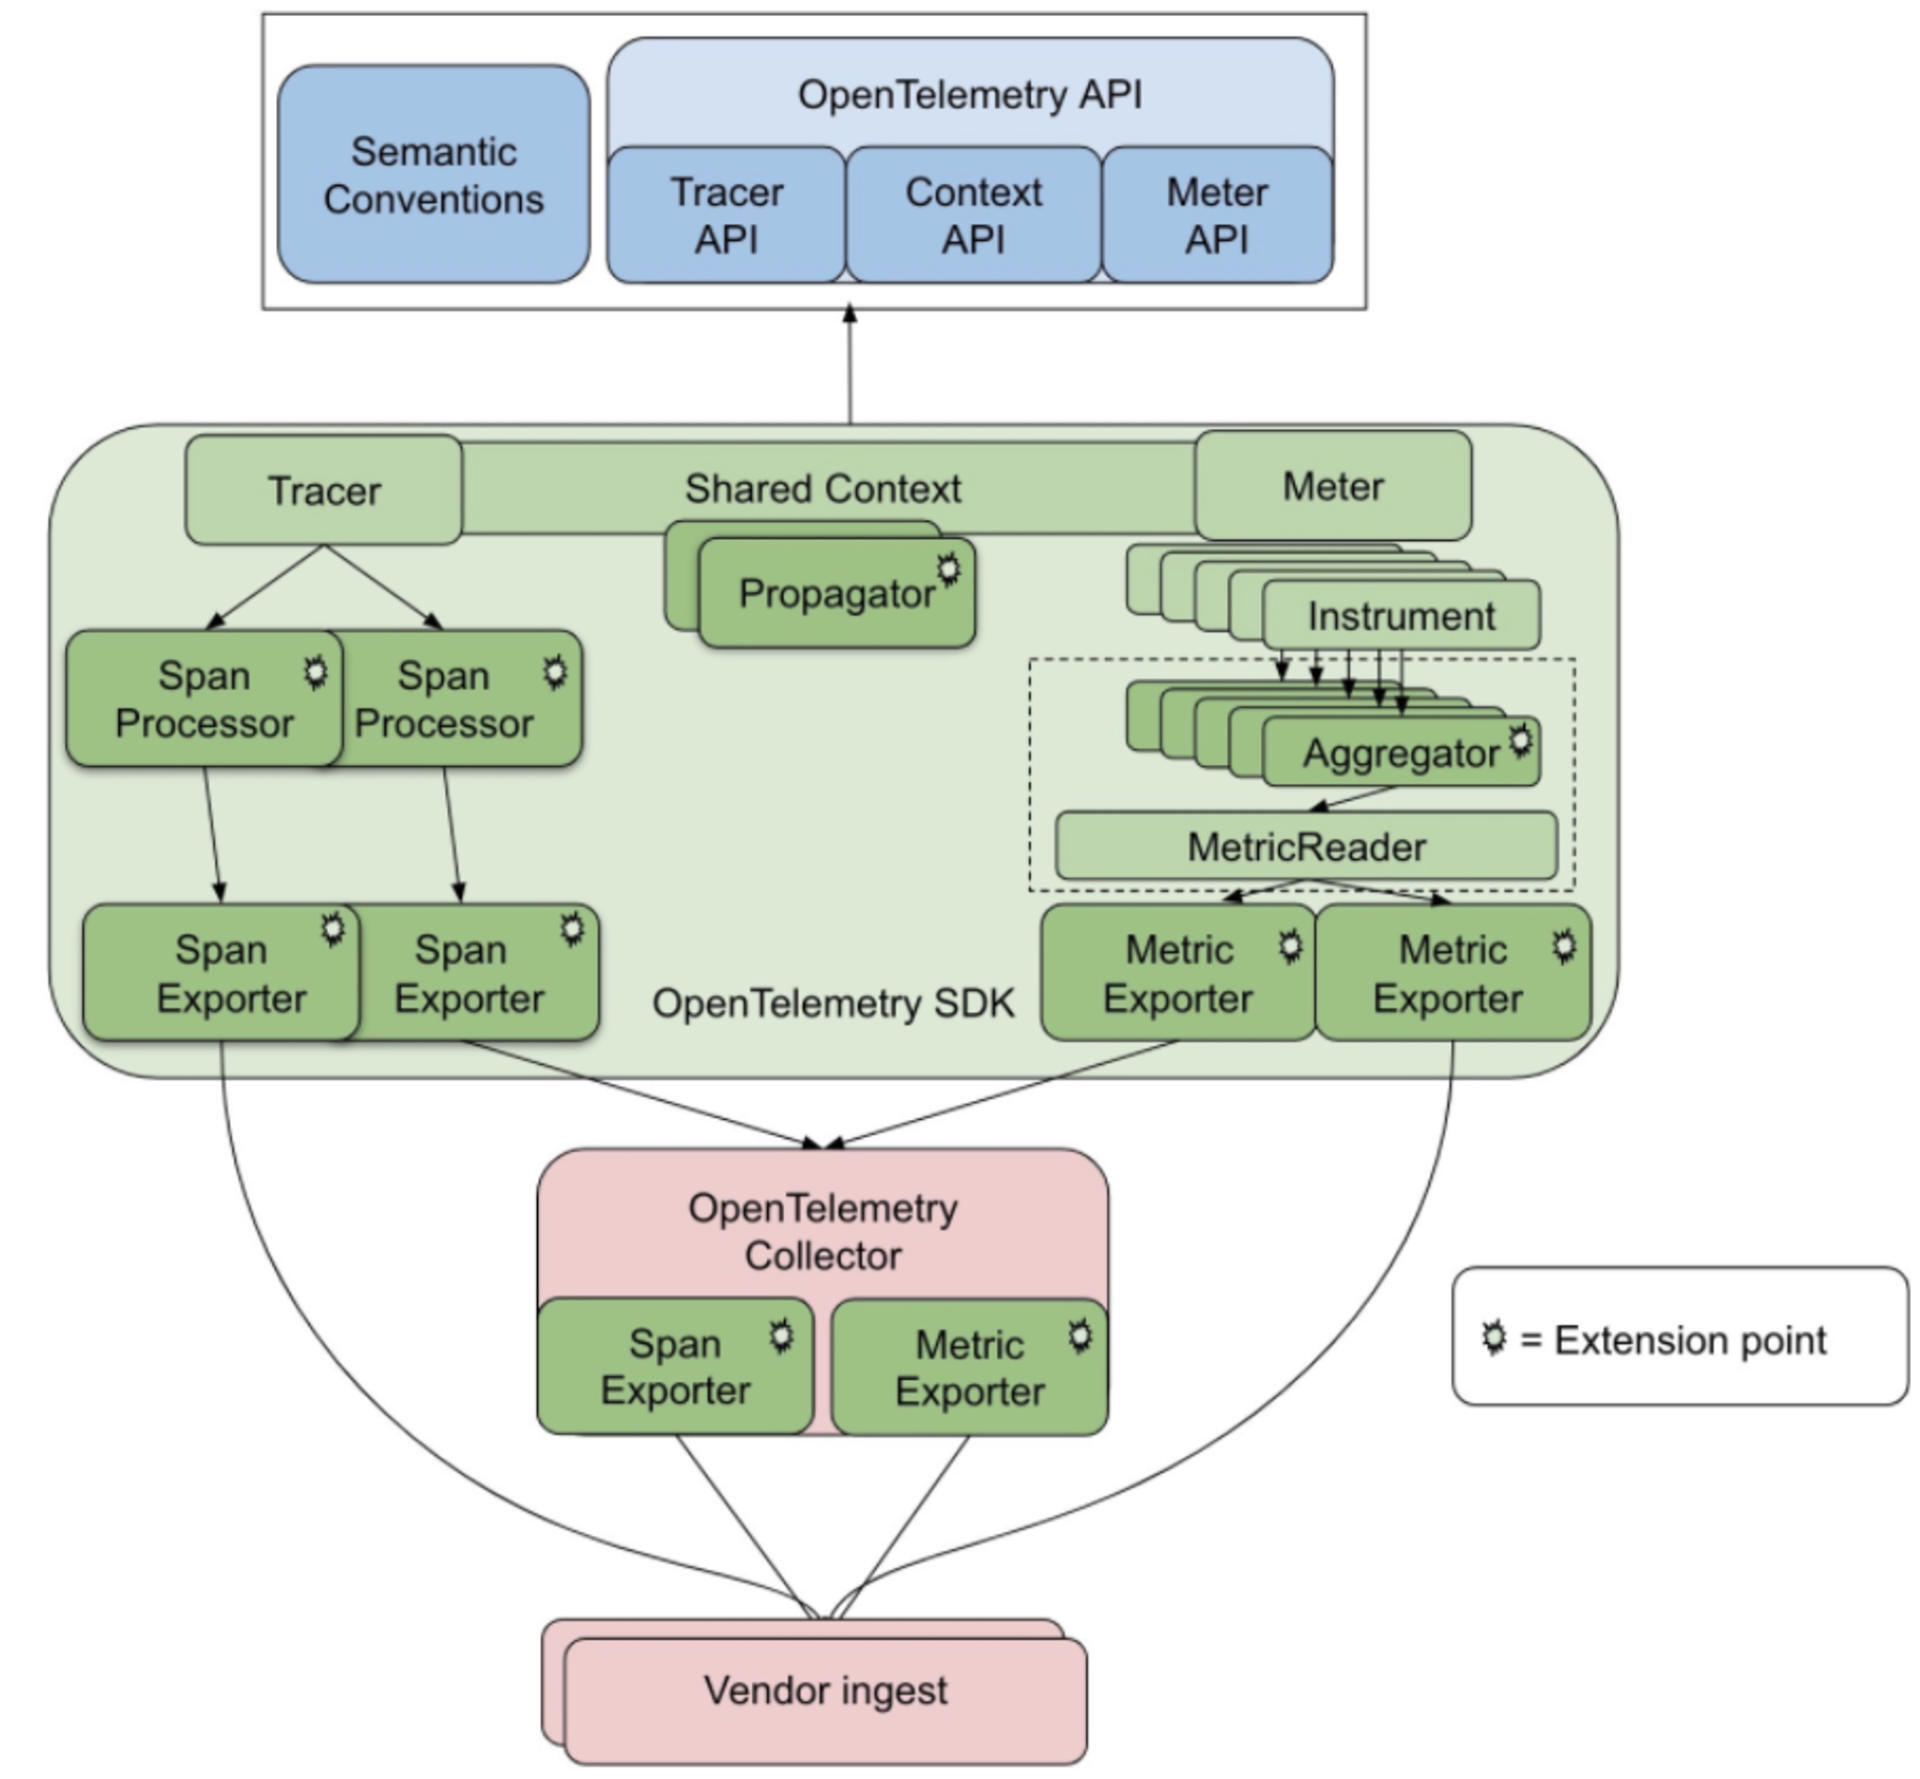 OpenTelemetry API
Semantic
Conventions
Tracer
API
Context
API
Meter
API
Tracer
Shared Context
Meter
Propagator
Instrument
Span
Processor
Span
Processor
Aggregator
MetricReader
Span
Exporter
Span
Exporter
OpenTelemetry SDK
Metric
Exporter
Metric
Exporter
OpenTelemetry
Collector
Span
Exporter
Metric
Exporter
= Extension point
Vendor ingest